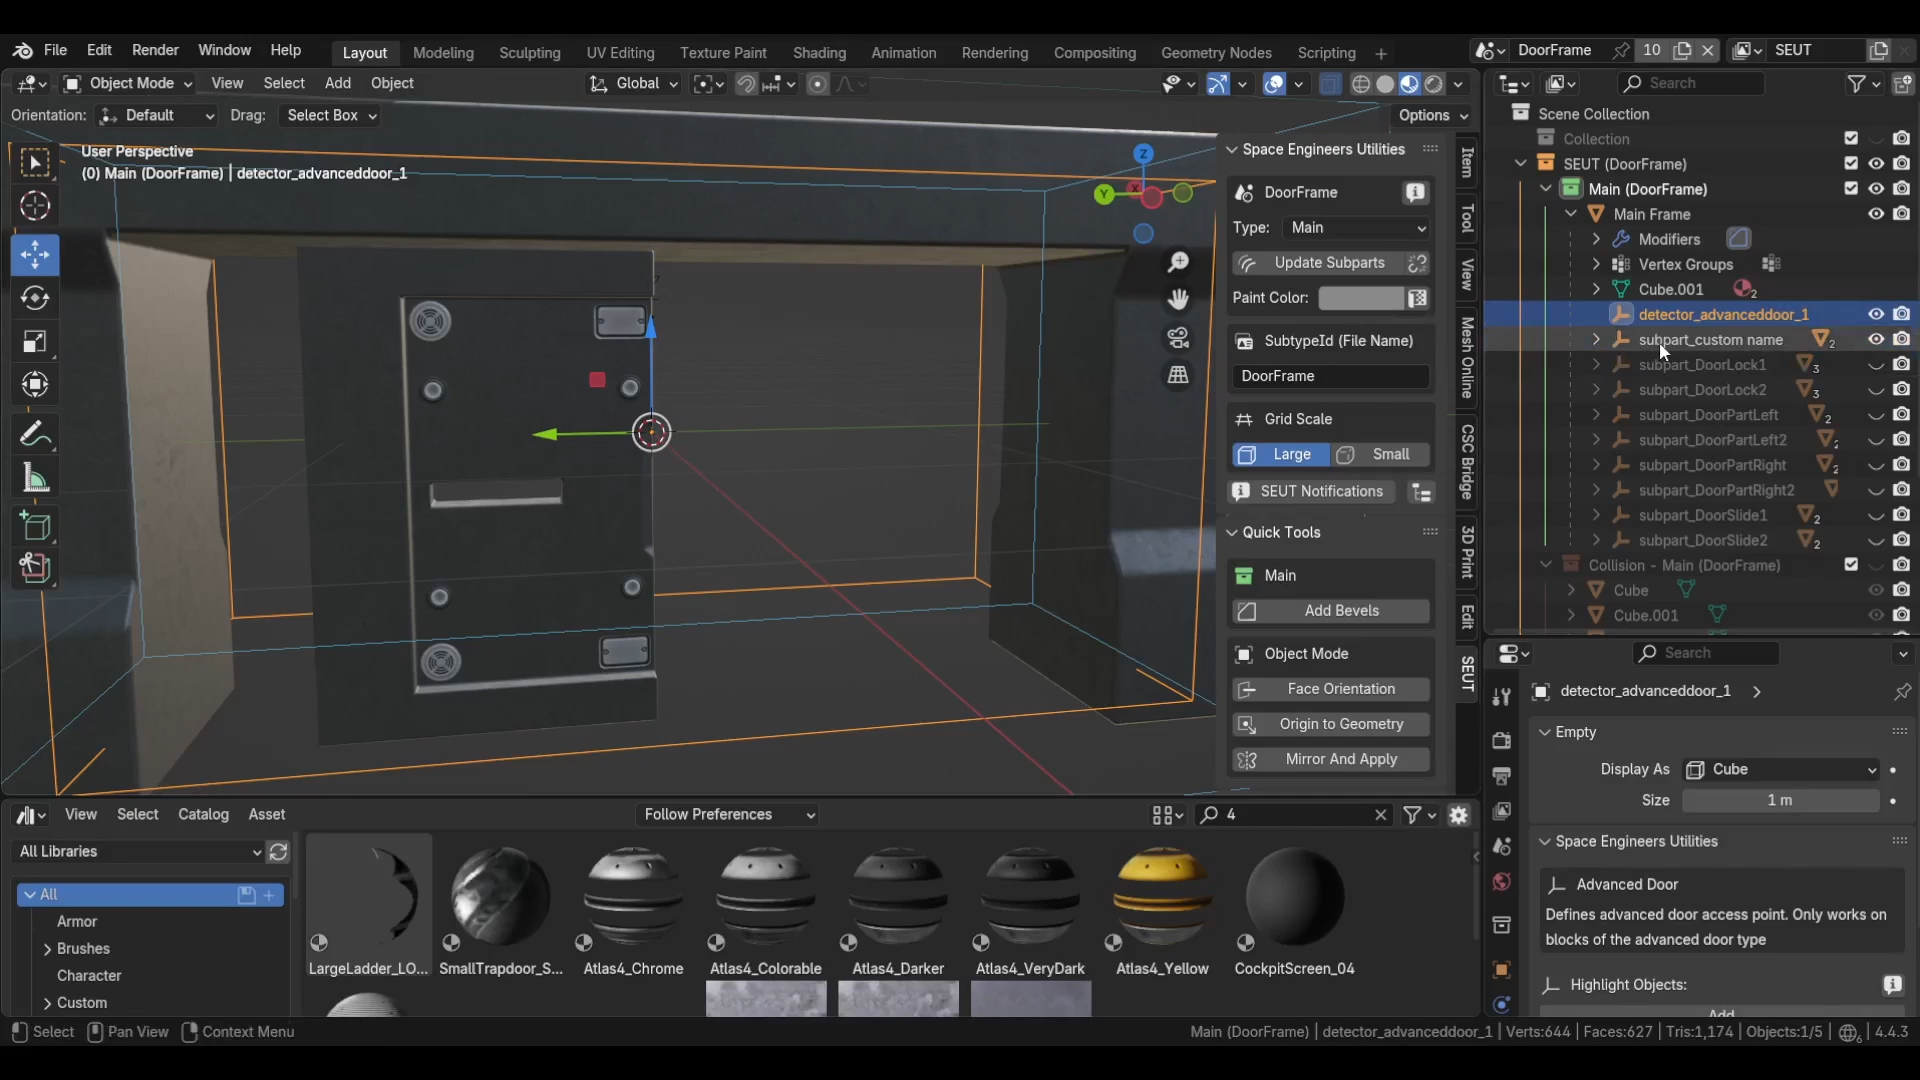 File Edit Render Window Help Layout Modeling Sculpting UV Editing Texture Paint Shading Animation Rendering Compositing Geometry Nodes Scripting DoorFrame 10 SEUT
Object Mode View Select Add Object Global Search
Orientation: Default Drag: Select Box Options
User Perspective
(0) Main (DoorFrame) | detector_advanceddoor_1
Z
Y
X
Space Engineers Utilities
DoorFrame
Type: Main
Update Subparts
Paint Color:
SubtypeId (File Name)
DoorFrame
Grid Scale
Large Small
SEUT Notifications
Quick Tools
Main
Add Bevels
Object Mode
Face Orientation
Origin to Geometry
Mirror And Apply
Item
Tool
View
Mesh Online
CSC Bridge
3D Print
Edit
SEUT
Scene Collection
Collection
SEUT (DoorFrame)
Main (DoorFrame)
Main Frame
Modifiers
Vertex Groups
Cube.001 2
detector_advanceddoor_1
subpart_custom name 2
subpart_DoorLock1 3
subpart_DoorLock2 3
subpart_DoorPartLeft 2
subpart_DoorPartLeft2
subpart_DoorPartRight 2
subpart_DoorPartRight2
subpart_DoorSlide1 2
subpart_DoorSlide2 2
Collision - Main (DoorFrame)
Cube
Cube.001
Search
detector_advanceddoor_1
Empty
Display As Cube
Size 1 m
Space Engineers Utilities
Advanced Door
Defines advanced door access point. Only works on
blocks of the advanced door type
Highlight Objects:
Add
View Select Catalog Asset Follow Preferences 4
All Libraries
All
Armor
Brushes
Character
Custom
LargeLadder_LO... SmallTrapdoor_S... Atlas4_Chrome Atlas4_Colorable Atlas4_Darker Atlas4_VeryDark Atlas4_Yellow CockpitScreen_04
Select Pan View Context Menu Main (DoorFrame) | detector_advanceddoor_1 | Verts:644 | Faces:627 | Tris:1,174 | Objects:1/5 | 6 | 4.4.3